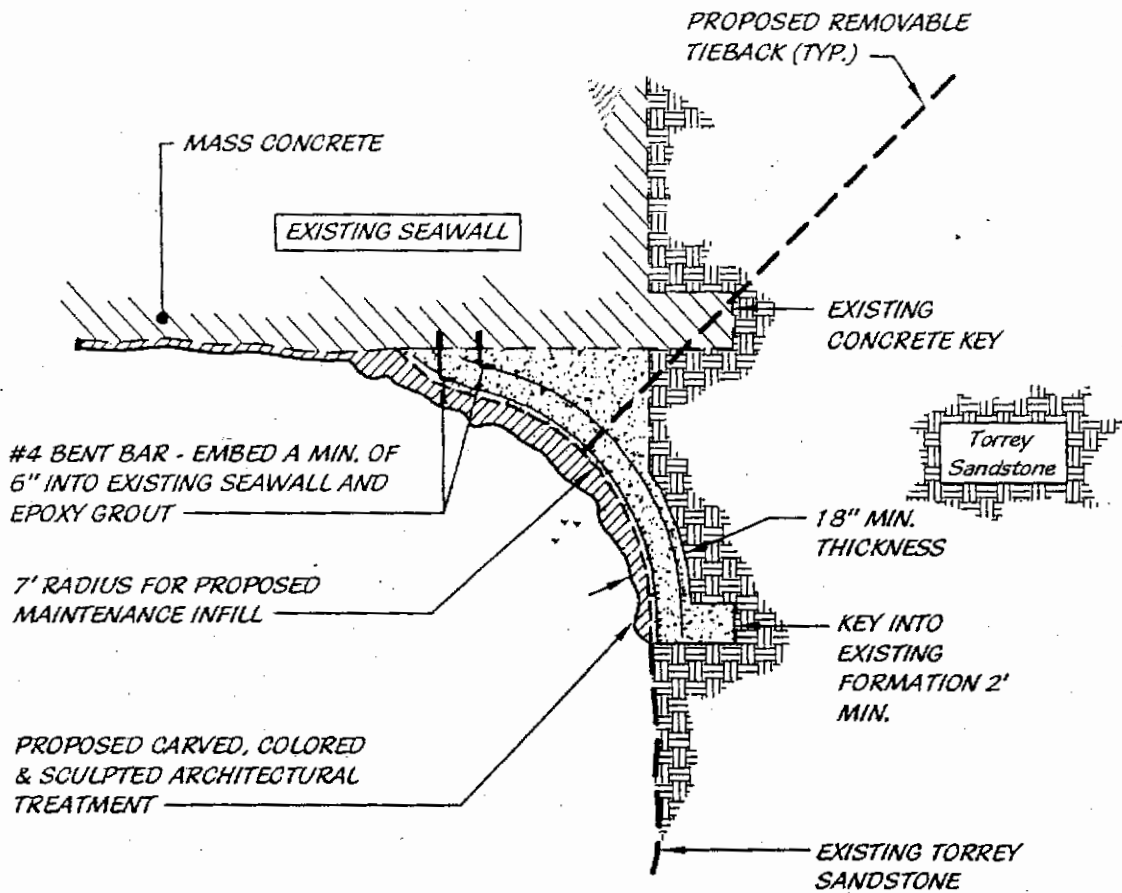 PROPOSED REMOVABLE
TIEBACK (TYP.)
MASS CONCRETE
EXISTING SEAWALL
EXISTING
CONCRETE KEY
Torrey
Sandstone
#4 BENT BAR - EMBED A MIN. OF
6" INTO EXISTING SEAWALL AND
EPOXY GROUT
18" MIN.
THICKNESS
7' RADIUS FOR PROPOSED
MAINTENANCE INFILL
KEY INTO
EXISTING
FORMATION 2'
MIN.
PROPOSED CARVED, COLORED
& SCULPTED ARCHITECTURAL
TREATMENT
EXISTING TORREY
SANDSTONE